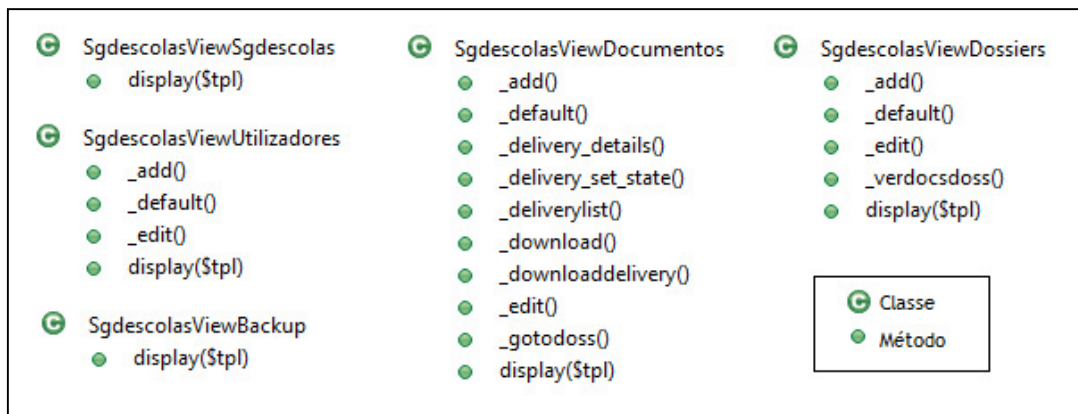 SgdescolasViewSgdescolas
display($tpl)
SgdescolasViewUtilizadores
_add()
_default()
_edit()
display($tpl)
SgdescolasViewBackup
display($tpl)
SgdescolasViewDocumentos
_add()
_default()
_delivery_details()
_delivery_set_state()
_deliverylist()
_download()
_downloaddelivery()
_edit()
_gotodoss()
display($tpl)
SgdescolasViewDossiers
_add()
_default()
_edit()
_verdocsdoss()
display($tpl)
C Classe
Método